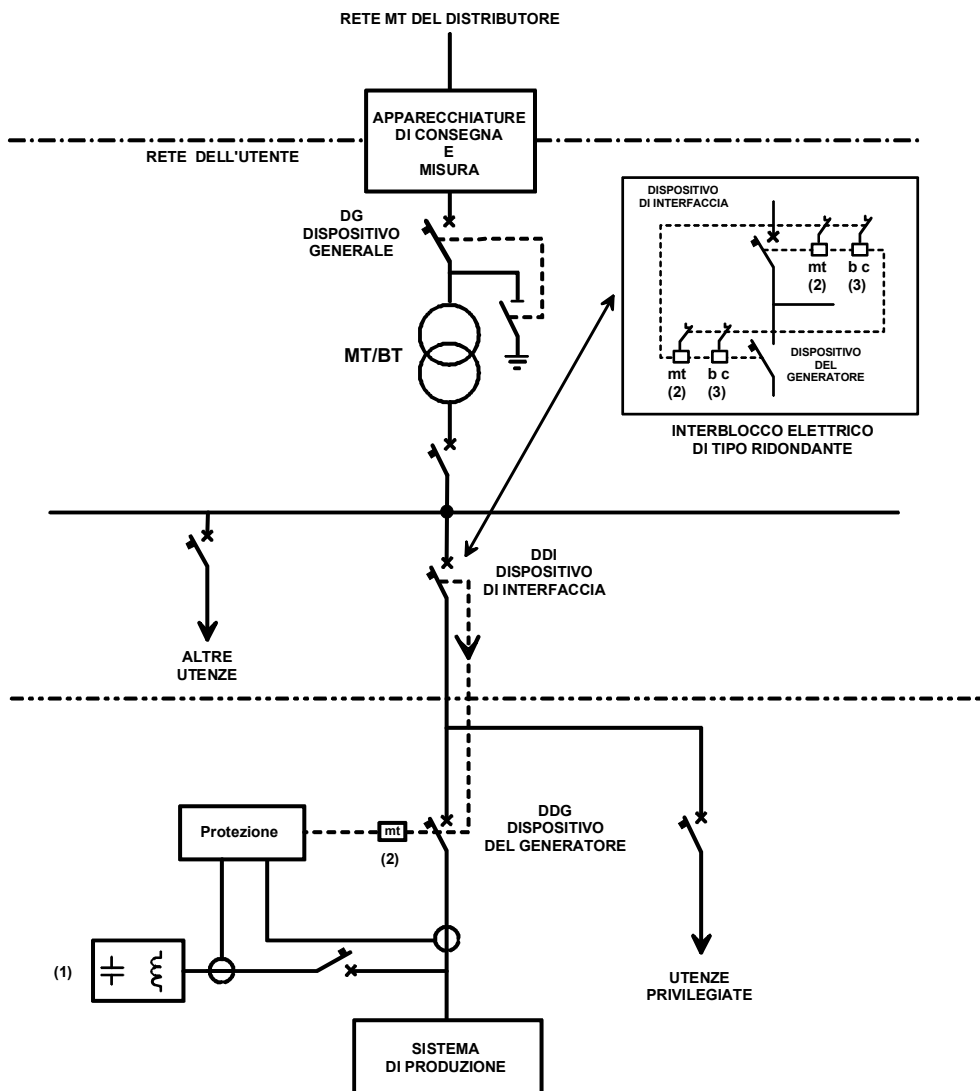 RETE MT DEL DISTRIBUTORE
APPARECCHIATURE
DI CONSEGNA
E
MISURA
RETE DELL'UTENTE
DG
DISPOSITIVO
GENERALE
MT/BT
DISPOSITIVO
DI INTERFACCIA
mt
(2)
b c
(3)
mt
(2)
b c
(3)
DISPOSITIVO
DEL
GENERATORE
INTERBLOCCO ELETTRICO
DI TIPO RIDONDANTE
DDI
DISPOSITIVO
DI INTERFACCIA
ALTRE
UTENZE
Protezione
mt
(2)
DDG
DISPOSITIVO
DEL GENERATORE
(1)
UTENZE
PRIVILEGIATE
SISTEMA
DI PRODUZIONE